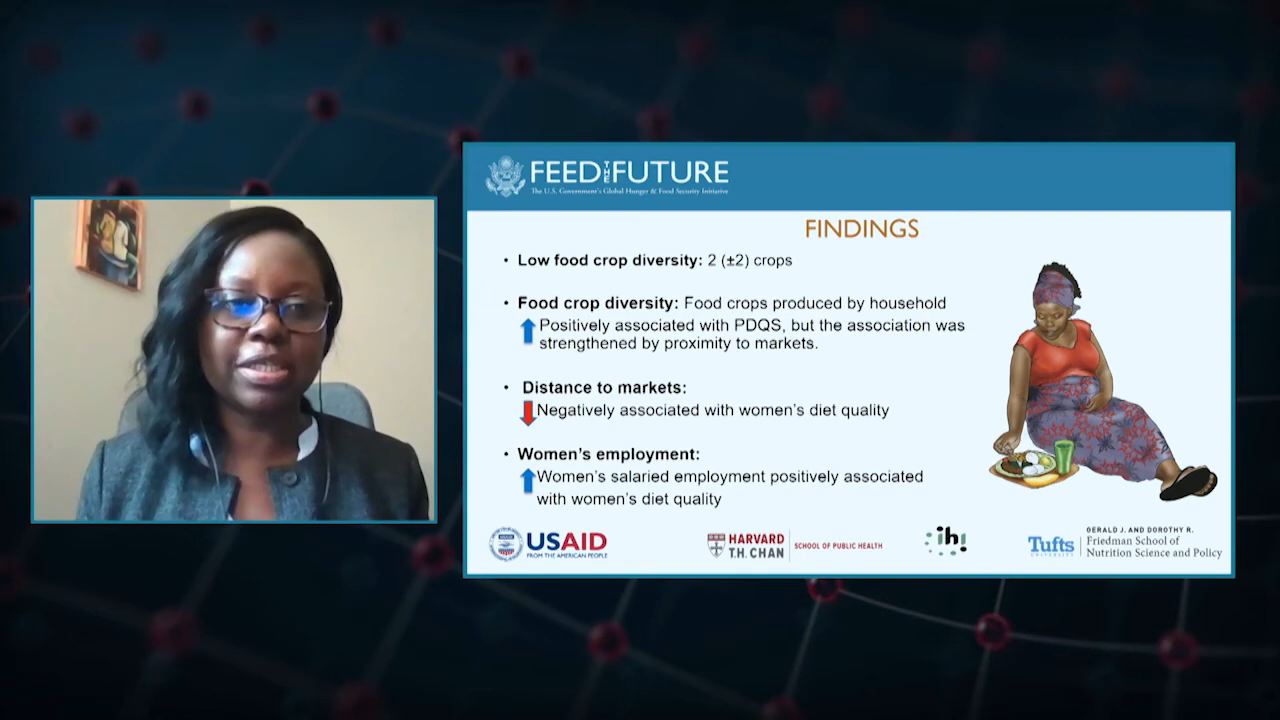 FEED THE FUTURE
The U.S. Government's Global Hunger & Food Security Initiative
FINDINGS
• Low food crop diversity: 2 (±2) crops
• Food crop diversity: Food crops produced by household
Positively associated with PDQS, but the association was
strengthened by proximity to markets.
• Distance to markets:
Negatively associated with women's diet quality
• Women's employment:
Women's salaried employment positively associated
with women's diet quality
USAID
FROM THE AMERICAN PEOPLE
HARVARD
T.H. CHAN
SCHOOL OF PUBLIC HEALTH
ihi
Tufts
UNIVERSITY
GERALD J. AND DOROTHY R.
Friedman School of
Nutrition Science and Policy